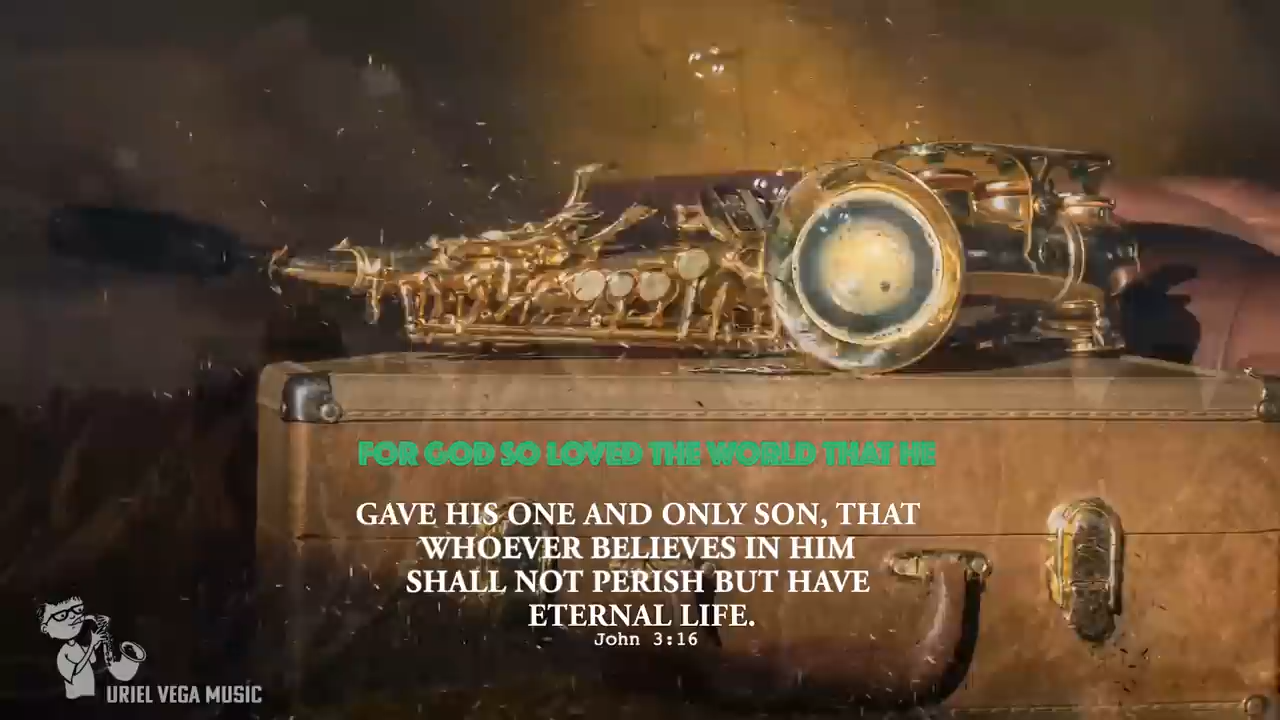 FOR GOD SO LOVED THE WORLD THAT HE
GAVE HIS ONE AND ONLY SON, THAT
WHOEVER BELIEVES IN HIM
SHALL NOT PERISH BUT HAVE
ETERNAL LIFE.
John 3:16
URIEL VEGA MUSIC